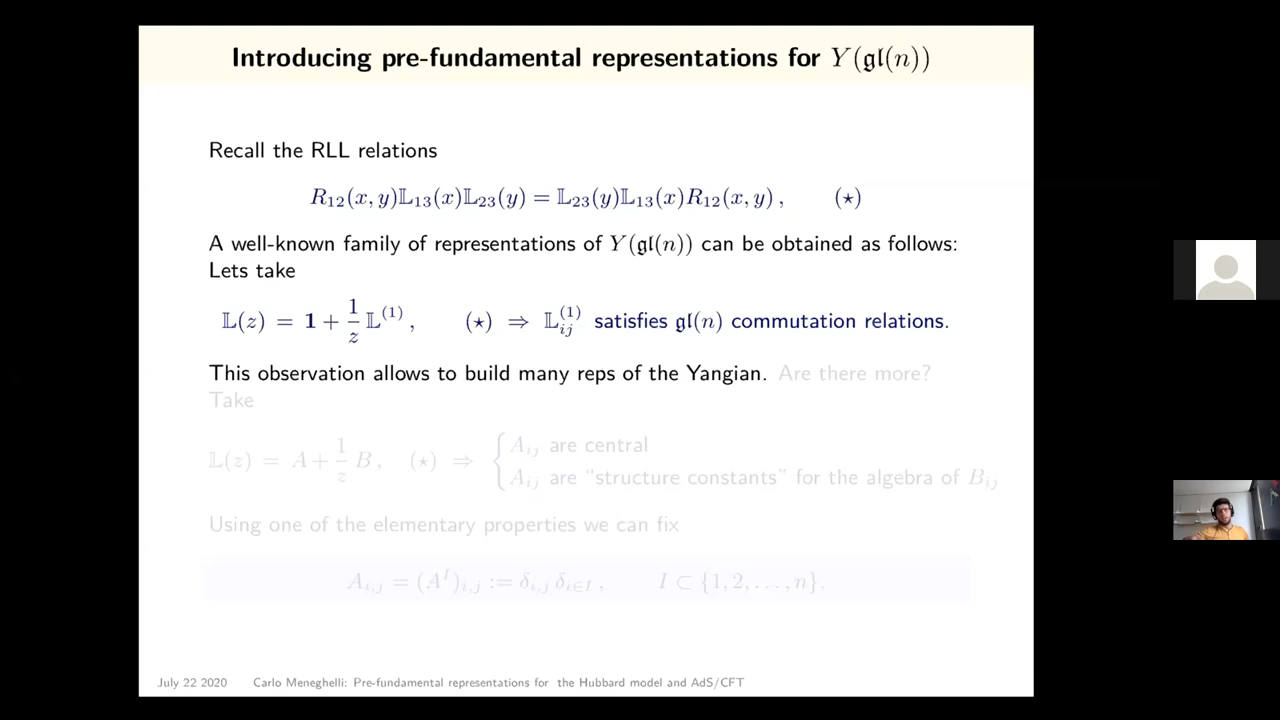 Introducing pre-fundamental representations for Y(𝔤𝔩(n))
Recall the RLL relations
R₁₂(x, y)𝕃₁₃(x)𝕃₂₃(y) = 𝕃₂₃(y)𝕃₁₃(x)R₁₂(x, y) , (⋆)
A well-known family of representations of Y(𝔤𝔩(n)) can be obtained as follows:
Lets take
𝕃(z) = 1 + 1/z 𝕃⁽¹⁾ , (⋆) ⇒ 𝕃ᵢⱼ⁽¹⁾ satisfies 𝔤𝔩(n) commutation relations.
This observation allows to build many reps of the Yangian. Are there more?
Take
𝕃(z) = A + 1/z B , (⋆) ⇒ { Aᵢⱼ are central
Aᵢⱼ are “structure constants” for the algebra of Bᵢⱼ
Using one of the elementary properties we can fix
A_{i,j} = (A^I)_{i,j} := δ_{i,j} δ_{i∈I} , I ⊂ {1, 2, . . . , n}.
July 22 2020 Carlo Meneghelli: Pre-fundamental representations for the Hubbard model and AdS/CFT